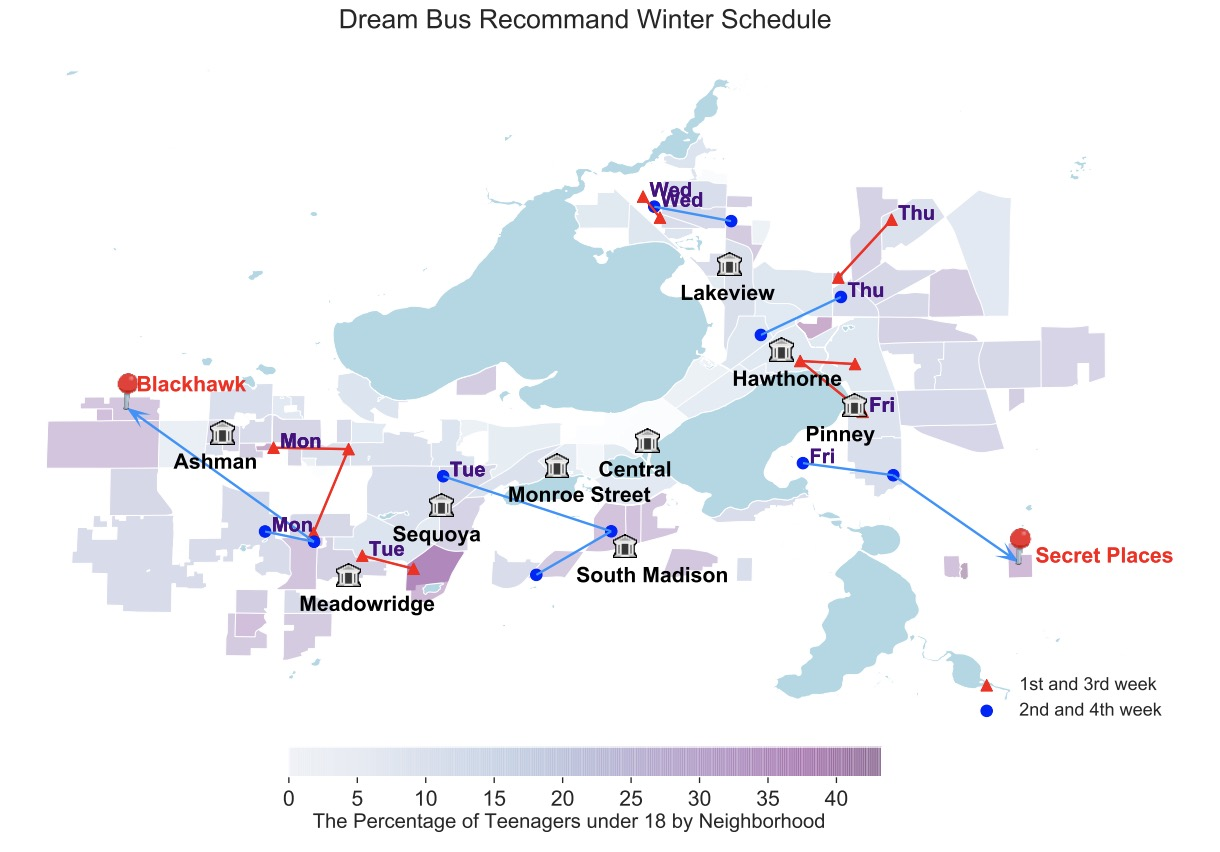 Dream Bus Recommand Winter Schedule
Wed
Wed
Thu
Lakeview
Thu
Hawthorne
Blackhawk
Fri
Pinney
Mon
Ashman
Central
Fri
Tue
Monroe Street
Mon
Sequoya
Tue
South Madison
Secret Places
Meadowridge
1st and 3rd week
2nd and 4th week
0 5 10 15 20 25 30 35 40
The Percentage of Teenagers under 18 by Neighborhood